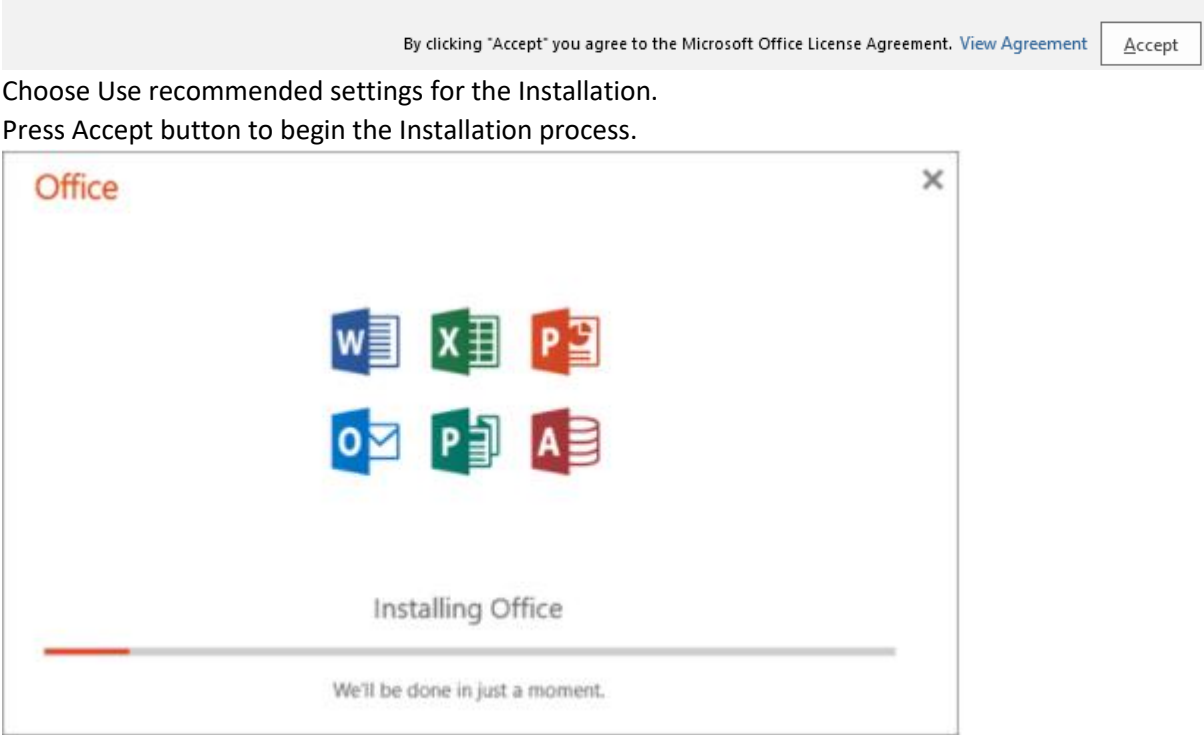 By clicking "Accept" you agree to the Microsoft Office License Agreement. View Agreement Accept
Choose Use recommended settings for the Installation.
Press Accept button to begin the Installation process.
Office
W X P
O P A
Installing Office
We'll be done in just a moment.